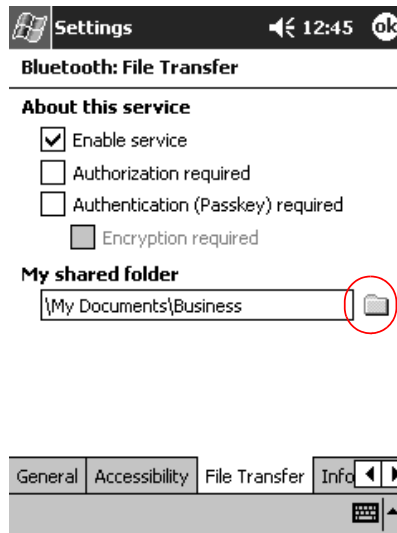 Settings 12:45 ok
Bluetooth: File Transfer
About this service
Enable service
Authorization required
Authentication (Passkey) required
Encryption required
My shared folder
\My Documents\Business
General Accessibility File Transfer Info